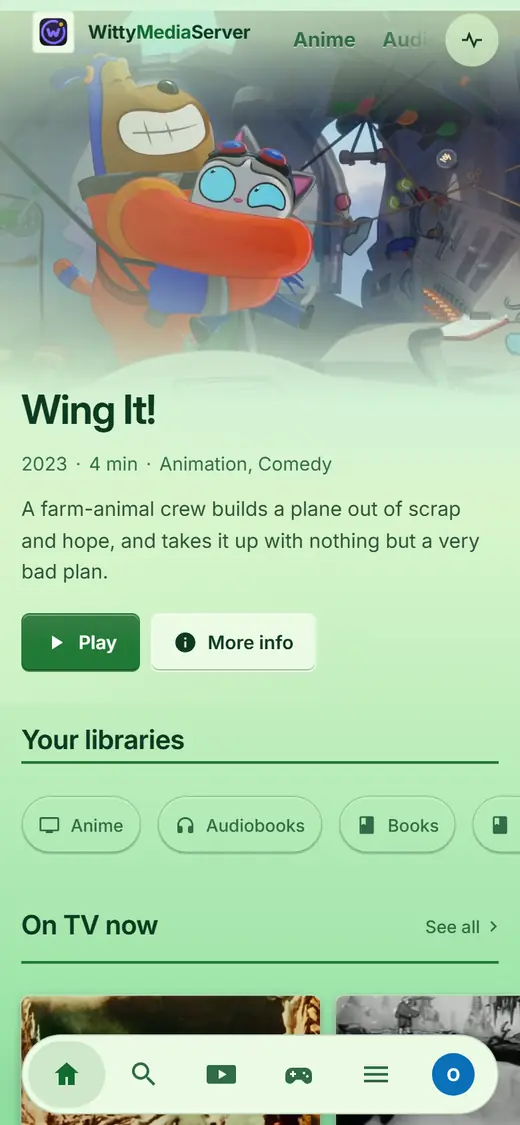 WittyMediaServer
Anime
Wing It!
2023 · 4 min · Animation, Comedy
A farm-animal crew builds a plane out of scrap
and hope, and takes it up with nothing but a very
bad plan.
Play
More info
Your libraries
Anime
Audiobooks
Books
On TV now
See all
O